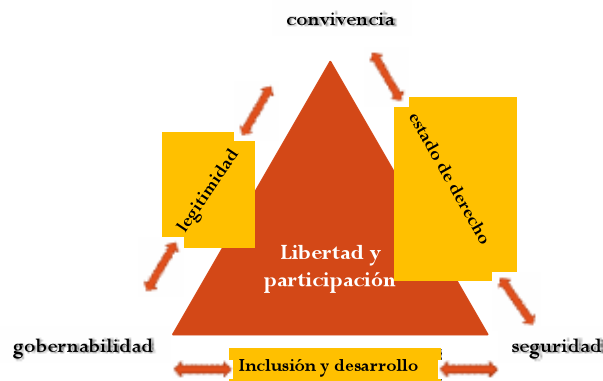 convivencia
legitimidad
estado de derecho
Libertad y
participación
gobernabilidad
seguridad
Inclusión y desarrollo